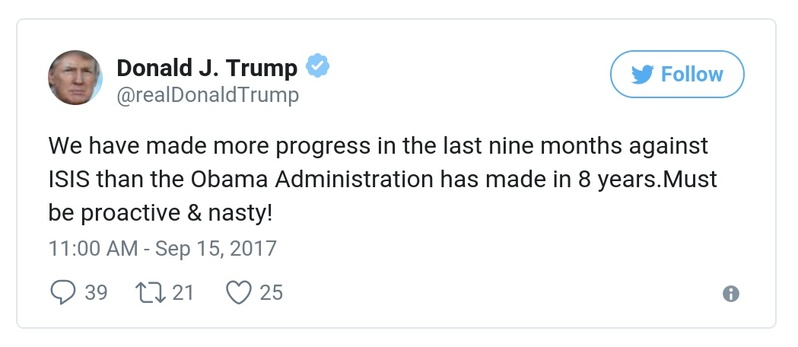 Donald J. Trump
@realDonaldTrump
Follow
We have made more progress in the last nine months against
ISIS than the Obama Administration has made in 8 years.Must
be proactive & nasty!
11:00 AM - Sep 15, 2017
39 21 25